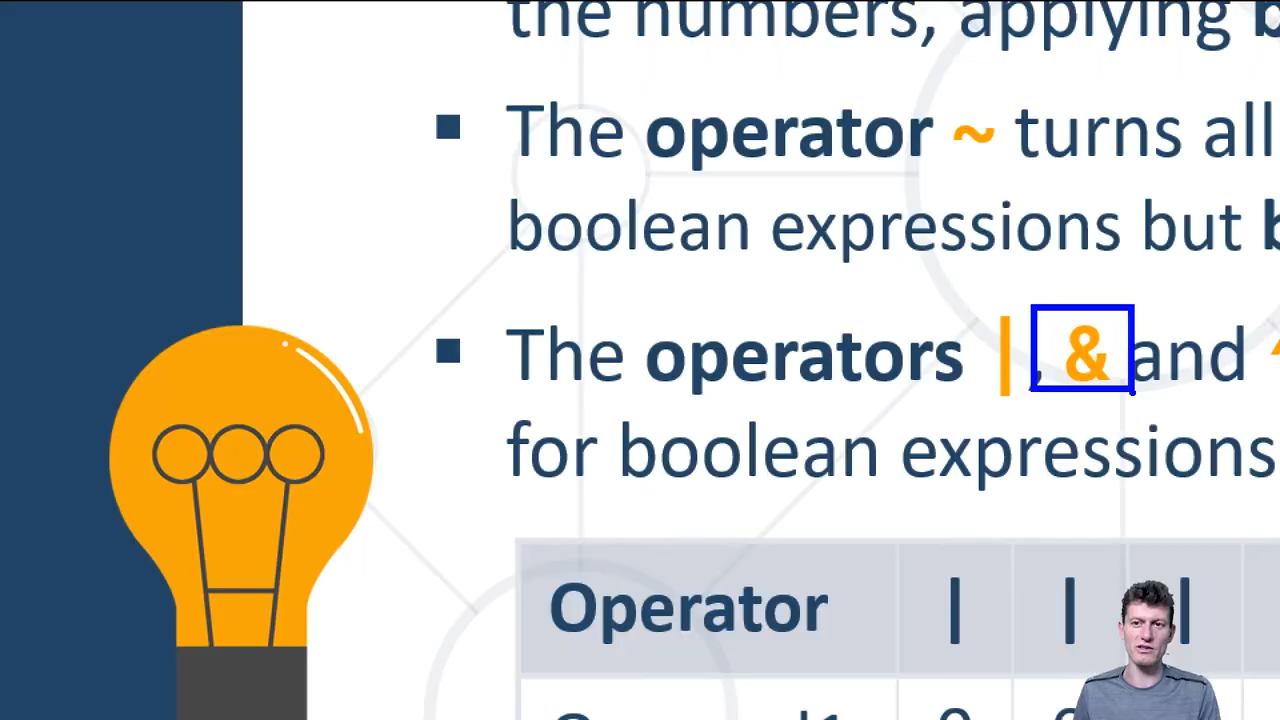 the numbers, applying
The operator ~ turns all
boolean expressions but
The operators |, & and ^
for boolean expressions
Operator | | |